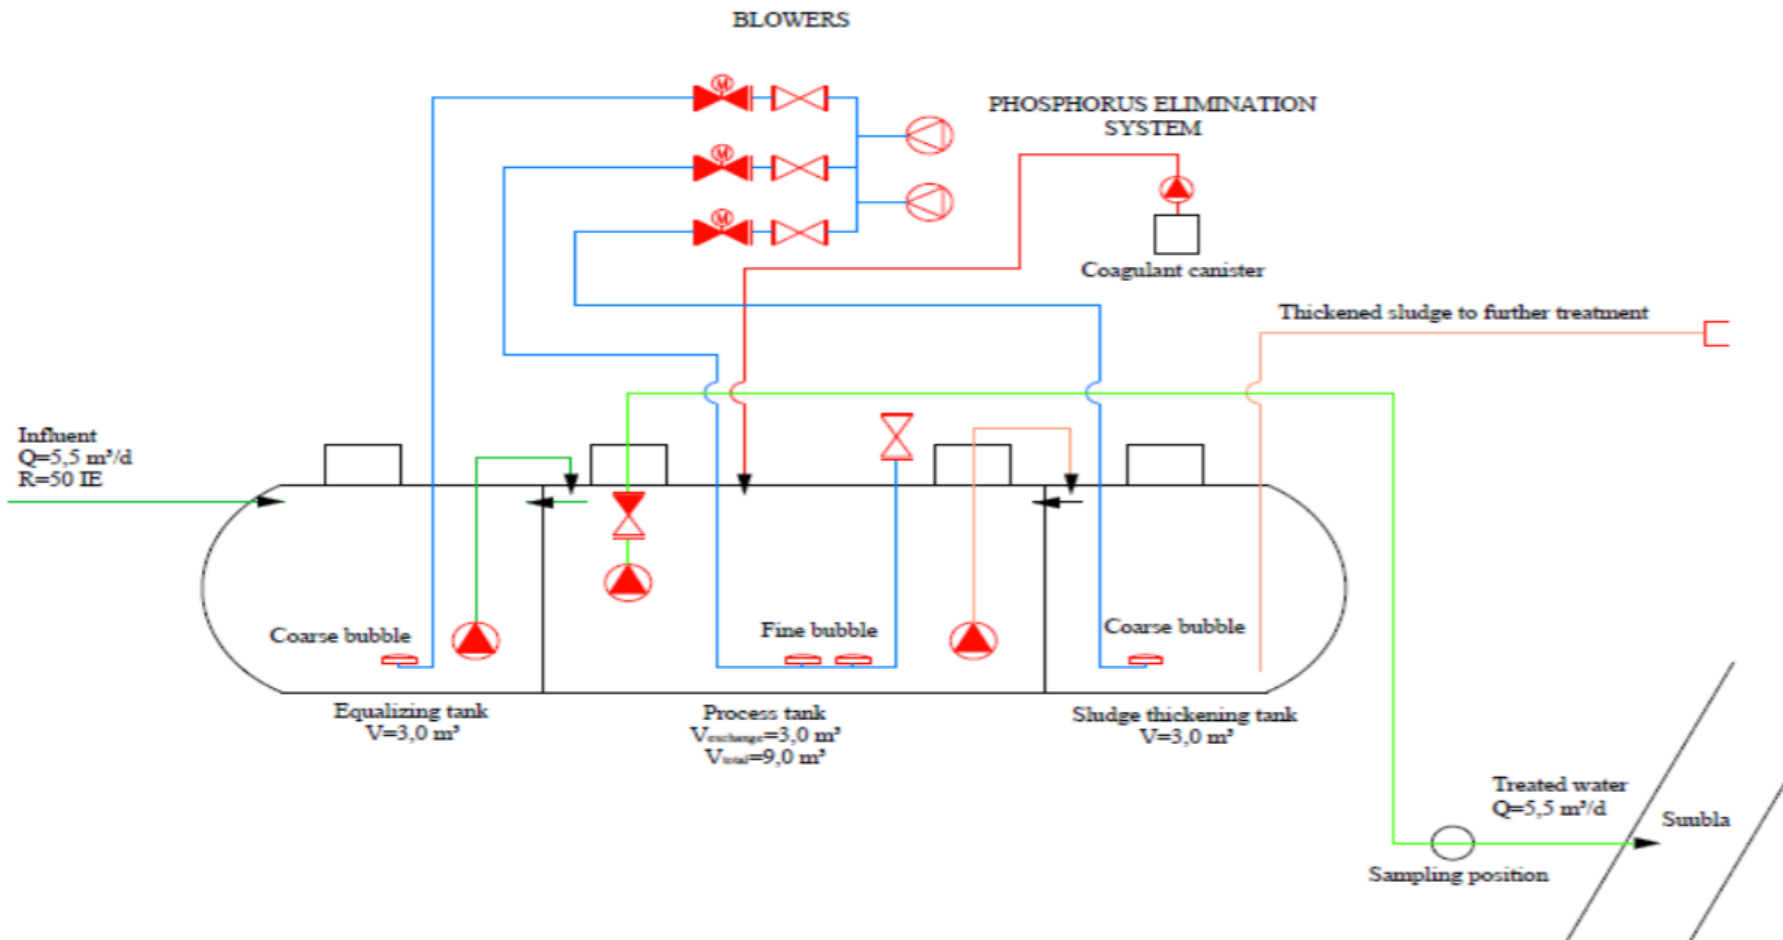 BLOWERS
M
M
M
PHOSPHORUS ELIMINATION
SYSTEM
Coagulant canister
Thickened sludge to further treatment
Influent
Q=5,5 m³/d
R=50 IE
Coarse bubble
Fine bubble
Coarse bubble
Equalizing tank
V=3,0 m³
Process tank
Vexchange=3,0 m³
Vtotal=9,0 m³
Sludge thickening tank
V=3,0 m³
Treated water
Q=5,5 m³/d
Suubla
Sampling position